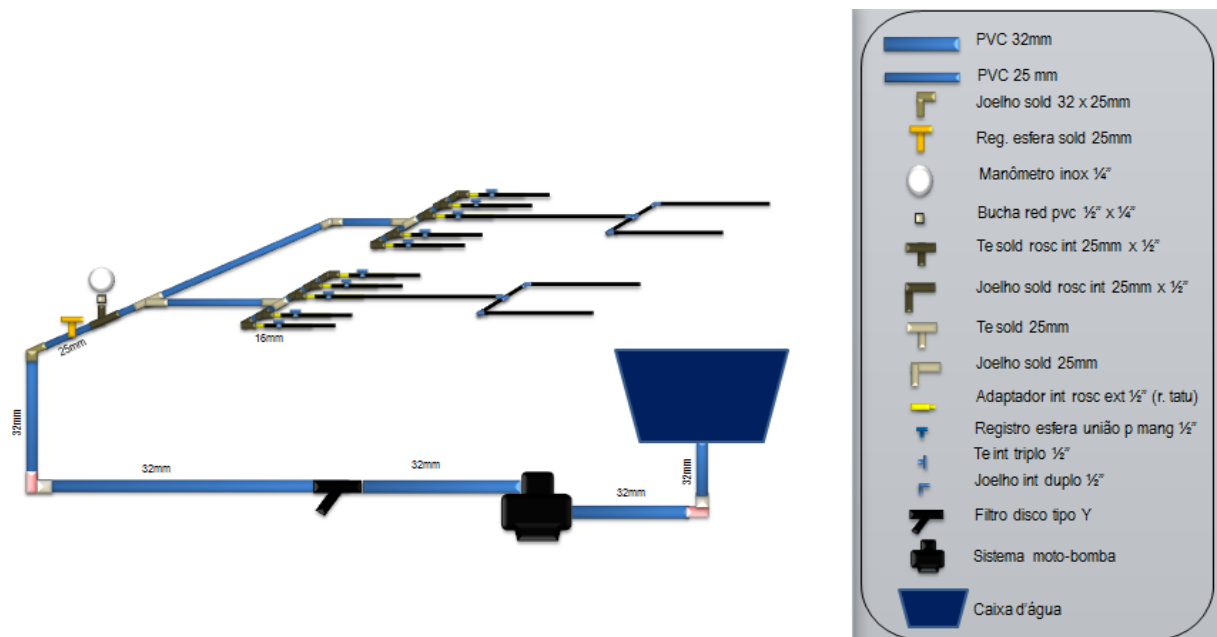 25mm
16mm
32mm
32mm
32mm
32mm
32mm
PVC 32mm
PVC 25 mm
Joelho sold 32 x 25mm
Reg. esfera sold 25mm
Manômetro inox ¼”
Bucha red pvc ½” x ¼”
Te sold rosc int 25mm x ½”
Joelho sold rosc int 25mm x ½”
Te sold 25mm
Joelho sold 25mm
Adaptador int rosc ext ½” (r. tatu)
Registro esfera união p mang ½”
Te int triplo ½”
Joelho int duplo ½”
Filtro disco tipo Y
Sistema moto-bomba
Caixa d’água